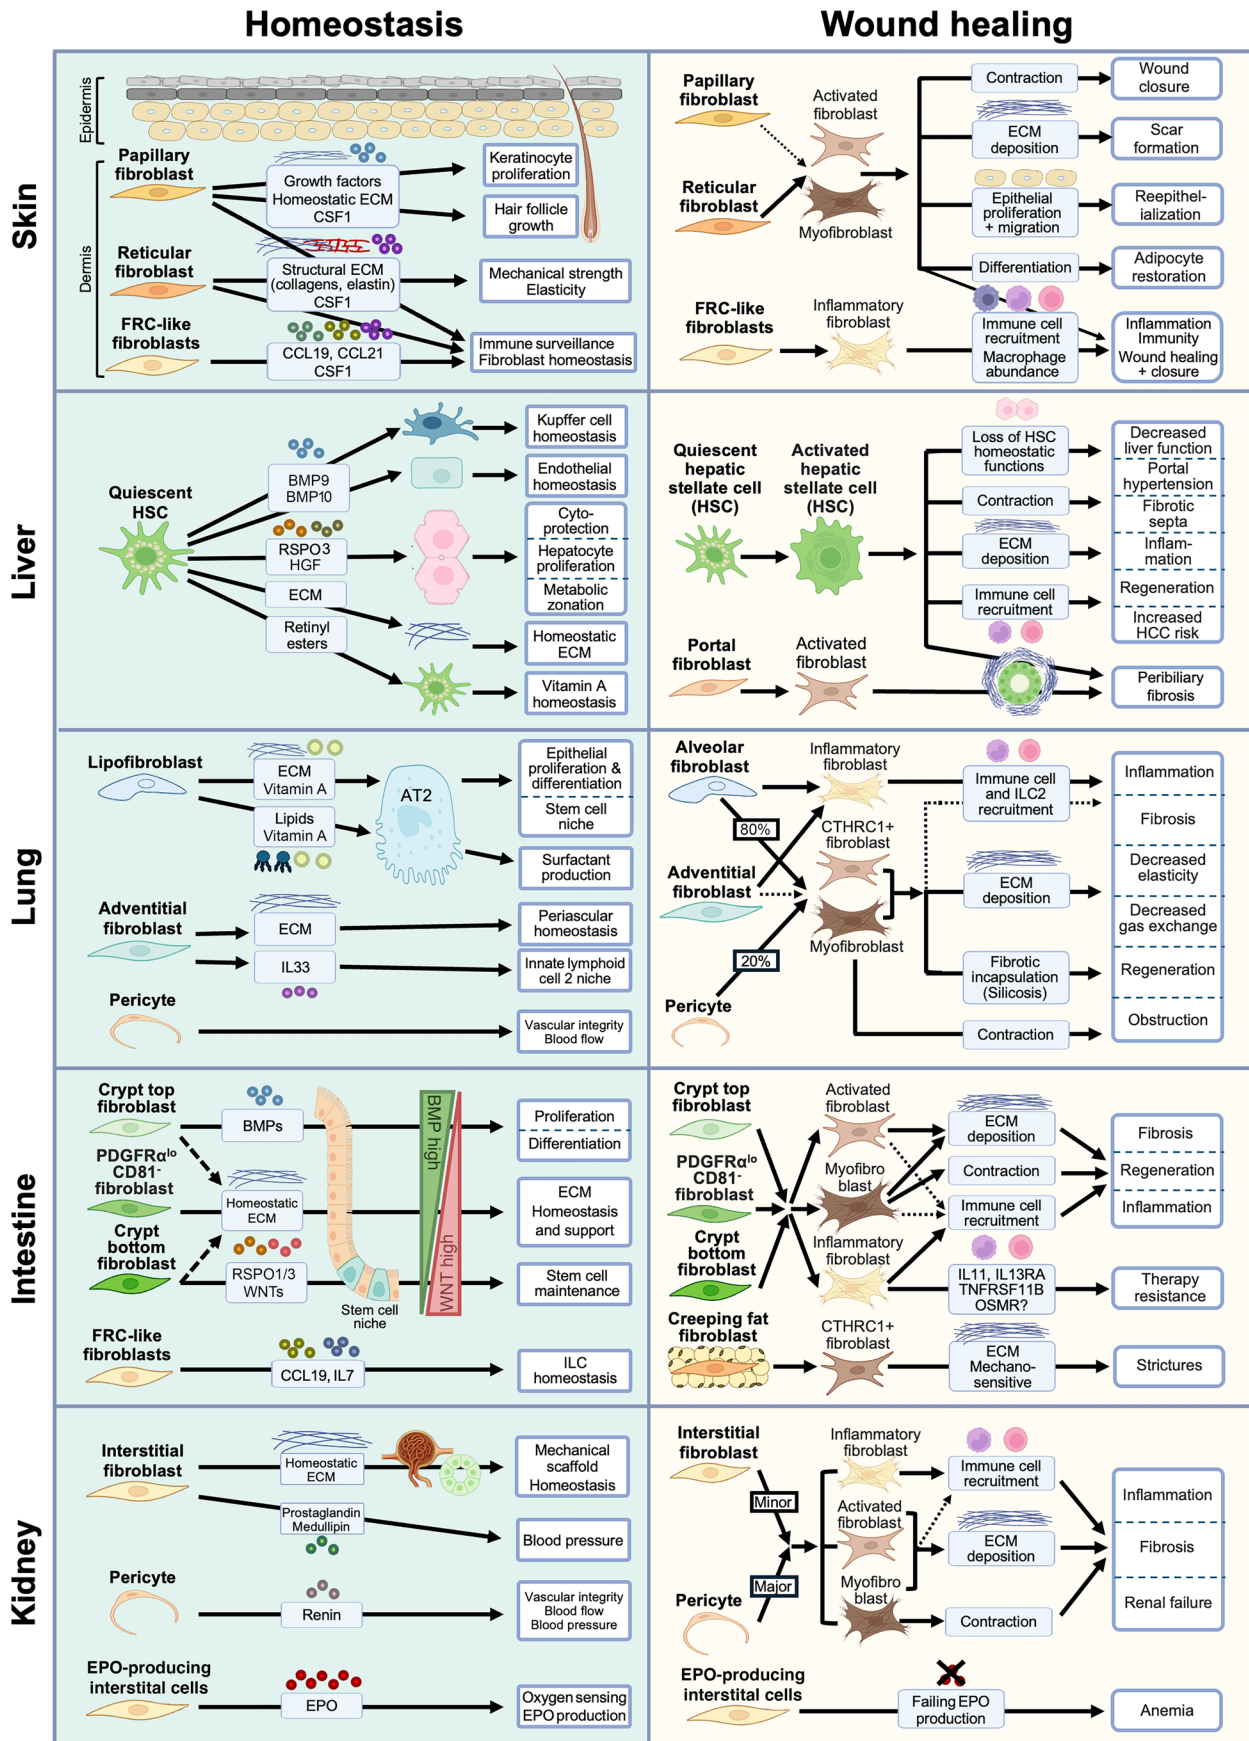 Homeostasis
Wound healing
Skin
Epidermis
Dermis
Papillary
fibroblast
Growth factors
Homeostatic ECM
CSF1
Keratinocyte
proliferation
Hair follicle
growth
Reticular
fibroblast
Structural ECM
(collagens, elastin)
CSF1
Mechanical strength
Elasticity
FRC-like
fibroblasts
CCL19, CCL21
CSF1
Immune surveillance
Fibroblast homeostasis
Papillary
fibroblast
Reticular
fibroblast
Activated
fibroblast
Myofibroblast
Contraction
Wound
closure
ECM
deposition
Scar
formation
Epithelial
proliferation
+ migration
Reepithel-
ialization
Differentiation
Adipocyte
restoration
FRC-like
fibroblasts
Inflammatory
fibroblast
Immune cell
recruitment
Macrophage
abundance
Inflammation
Immunity
Wound healing
+ closure
Liver
Quiescent
HSC
BMP9
BMP10
RSPO3
HGF
ECM
Retinyl
esters
Kupffer cell
homeostasis
Endothelial
homeostasis
Cyto-
protection
Hepatocyte
proliferation
Metabolic
zonation
Homeostatic
ECM
Vitamin A
homeostasis
Quiescent
hepatic
stellate cell
(HSC)
Activated
hepatic
stellate cell
(HSC)
Loss of HSC
homeostatic
functions
Contraction
ECM
deposition
Immune cell
recruitment
Decreased
liver function
Portal
hypertension
Fibrotic
septa
Inflam-
mation
Regeneration
Increased
HCC risk
Portal
fibroblast
Activated
fibroblast
Peribiliary
fibrosis
Lung
Lipofibroblast
ECM
Vitamin A
Lipids
Vitamin A
AT2
Epithelial
proliferation &
differentiation
Stem cell
niche
Surfactant
production
Adventitial
fibroblast
ECM
IL33
Periascular
homeostasis
Innate lymphoid
cell 2 niche
Pericyte
Vascular integrity
Blood flow
Alveolar
fibroblast
80%
Adventitial
fibroblast
20%
Pericyte
Inflammatory
fibroblast
CTHRC1+
fibroblast
Myofibroblast
Immune cell
and ILC2
recruitment
ECM
deposition
Fibrotic
incapsulation
(Silicosis)
Contraction
Inflammation
Fibrosis
Decreased
elasticity
Decreased
gas exchange
Regeneration
Obstruction
Intestine
Crypt top
fibroblast
PDGFRαlo
CD81-
fibroblast
Crypt
bottom
fibroblast
BMPs
Homeostatic
ECM
RSPO1/3
WNTs
Stem cell
niche
BMP high
WNT high
Proliferation
Differentiation
ECM
Homeostasis
and support
Stem cell
maintenance
FRC-like
fibroblasts
CCL19, IL7
ILC
homeostasis
Crypt top
fibroblast
PDGFRαlo
CD81-
fibroblast
Crypt
bottom
fibroblast
Creeping fat
fibroblast
Activated
fibroblast
Myofibro
blast
Inflammatory
fibroblast
CTHRC1+
fibroblast
ECM
deposition
Contraction
Immune cell
recruitment
IL11, IL13RA
TNFRSF11B
OSMR?
ECM
Mechano-
sensitive
Fibrosis
Regeneration
Inflammation
Therapy
resistance
Strictures
Kidney
Interstitial
fibroblast
Homeostatic
ECM
Prostaglandin
Medullipin
Mechanical
scaffold
Homeostasis
Blood pressure
Pericyte
Renin
Vascular integrity
Blood flow
Blood pressure
EPO-producing
interstital cells
EPO
Oxygen sensing
EPO production
Interstitial
fibroblast
Minor
Major
Pericyte
Inflammatory
fibroblast
Activated
fibroblast
Myofibro
blast
Immune cell
recruitment
ECM
deposition
Contraction
Inflammation
Fibrosis
Renal failure
EPO-producing
interstital cells
Failing EPO
production
Anemia